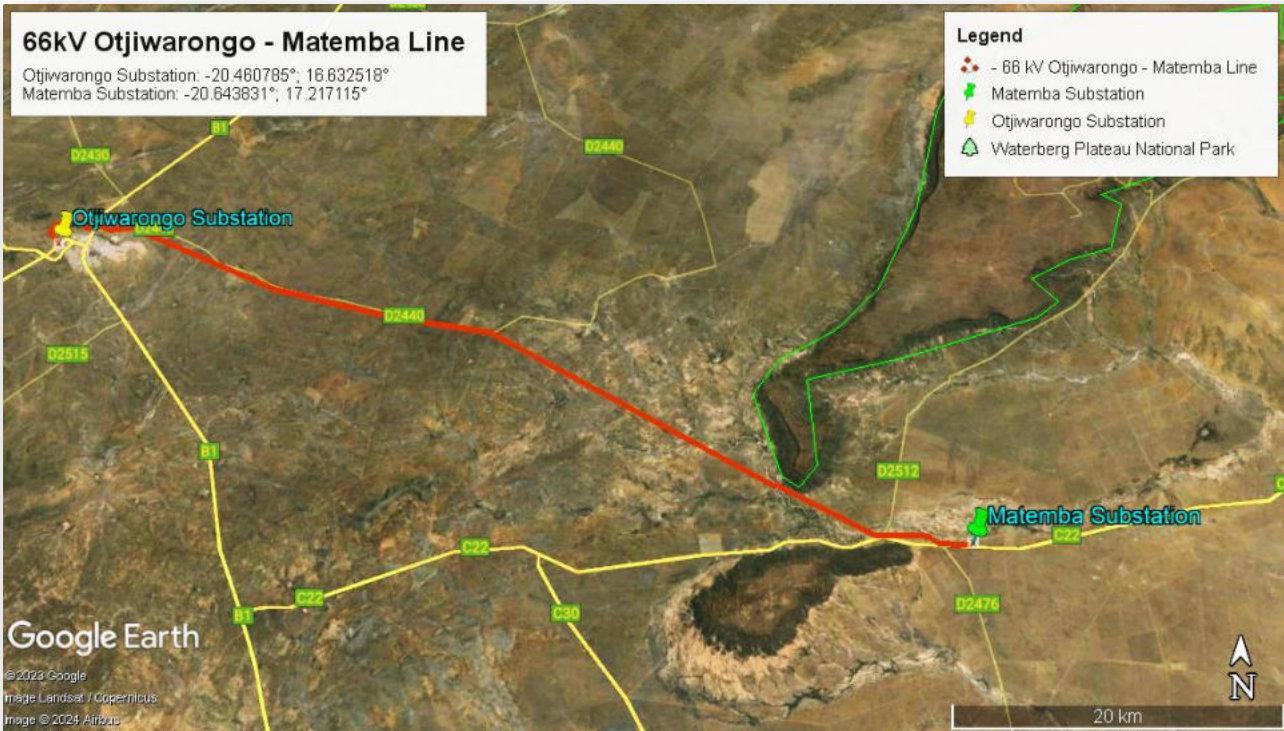 66kV Otjiwarongo - Matemba Line
Otjiwarongo Substation: -20.460785°; 16.632518°
Matemba Substation: -20.643831°; 17.217115°
Legend
- 66 kV Otjiwarongo - Matemba Line
Matemba Substation
Otjiwarongo Substation
Waterberg Plateau National Park
B1
D2430
D2440
Otjiwarongo Substation
D2440
D2515
B1
D2512
Matemba Substation
C22
C22
C22
B1
C30
D2476
Google Earth
©2023 Google
Image Landsat / Copernicus
Image © 2024 Airbus
N
20 km